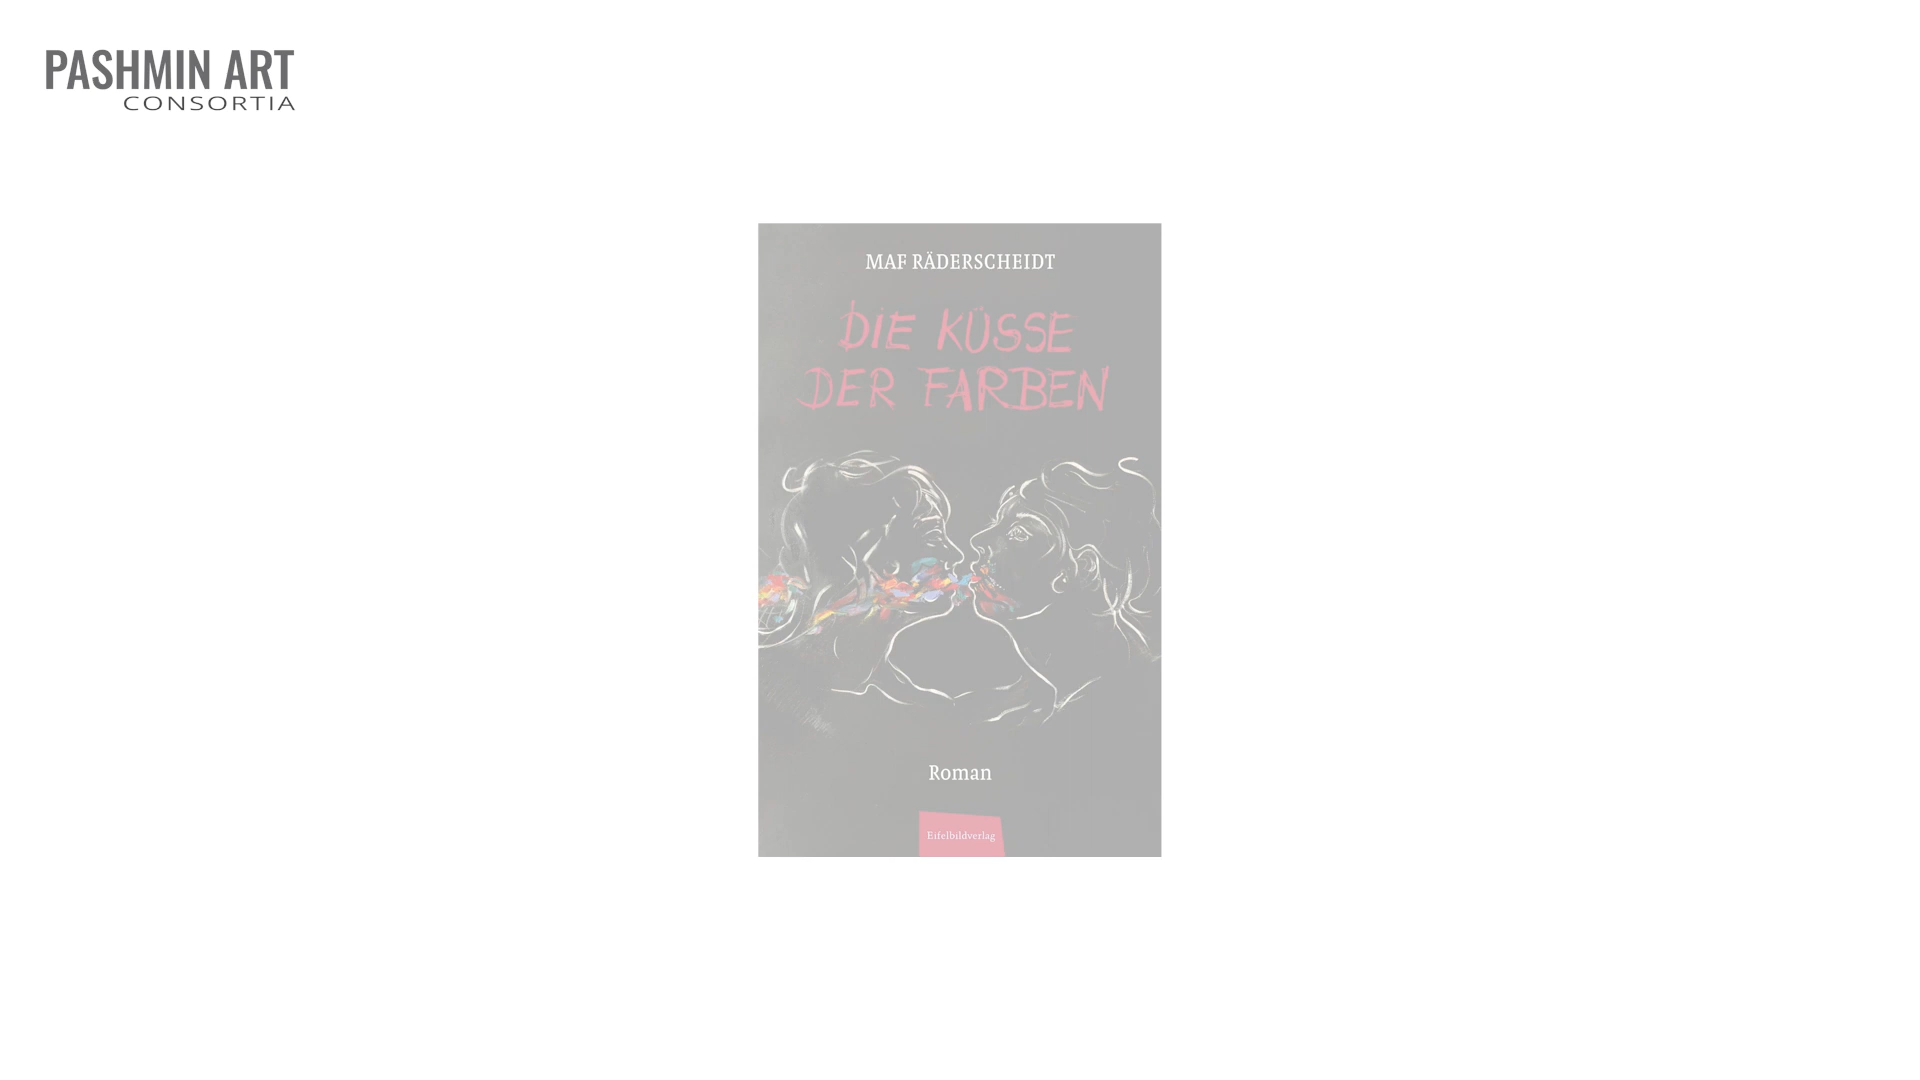 PASHMIN ART
CONSORTIA
MAF RÄDERSCHEIDT
DIE KÜSSE
DER FARBEN
Roman
Eifelbildverlag